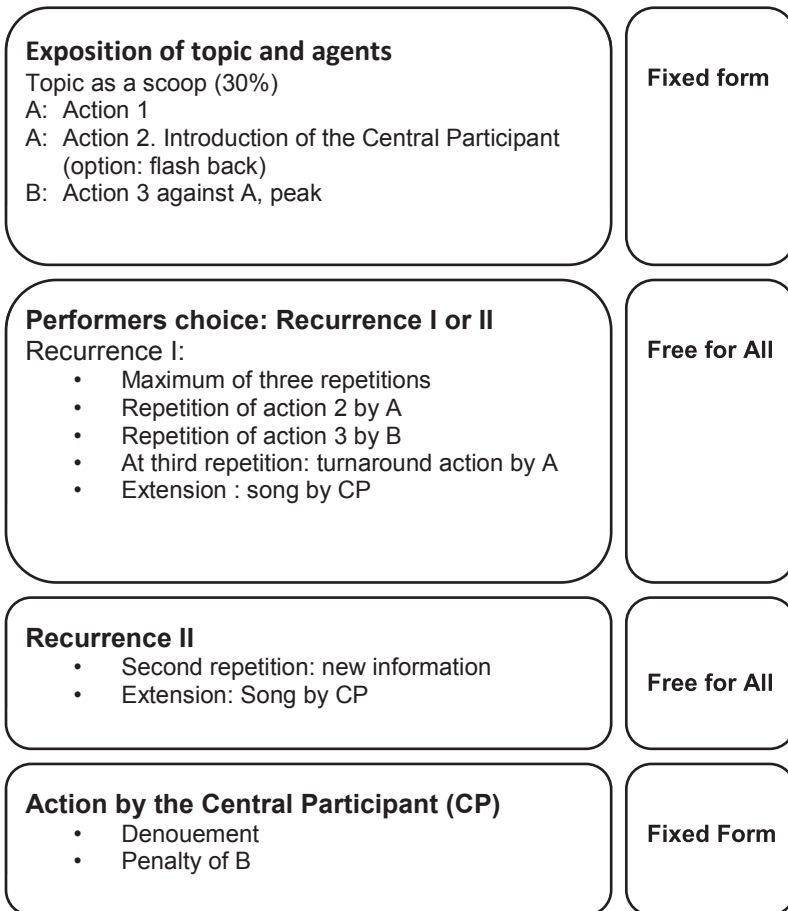 Exposition of topic and agents
Topic as a scoop (30%)
A: Action 1
A: Action 2. Introduction of the Central Participant
(option: flash back)
B: Action 3 against A, peak
Fixed form
Performers choice: Recurrence I or II
Recurrence I:
• Maximum of three repetitions
• Repetition of action 2 by A
• Repetition of action 3 by B
• At third repetition: turnaround action by A
• Extension : song by CP
Free for All
Recurrence II
• Second repetition: new information
• Extension: Song by CP
Free for All
Action by the Central Participant (CP)
• Denouement
• Penalty of B
Fixed Form